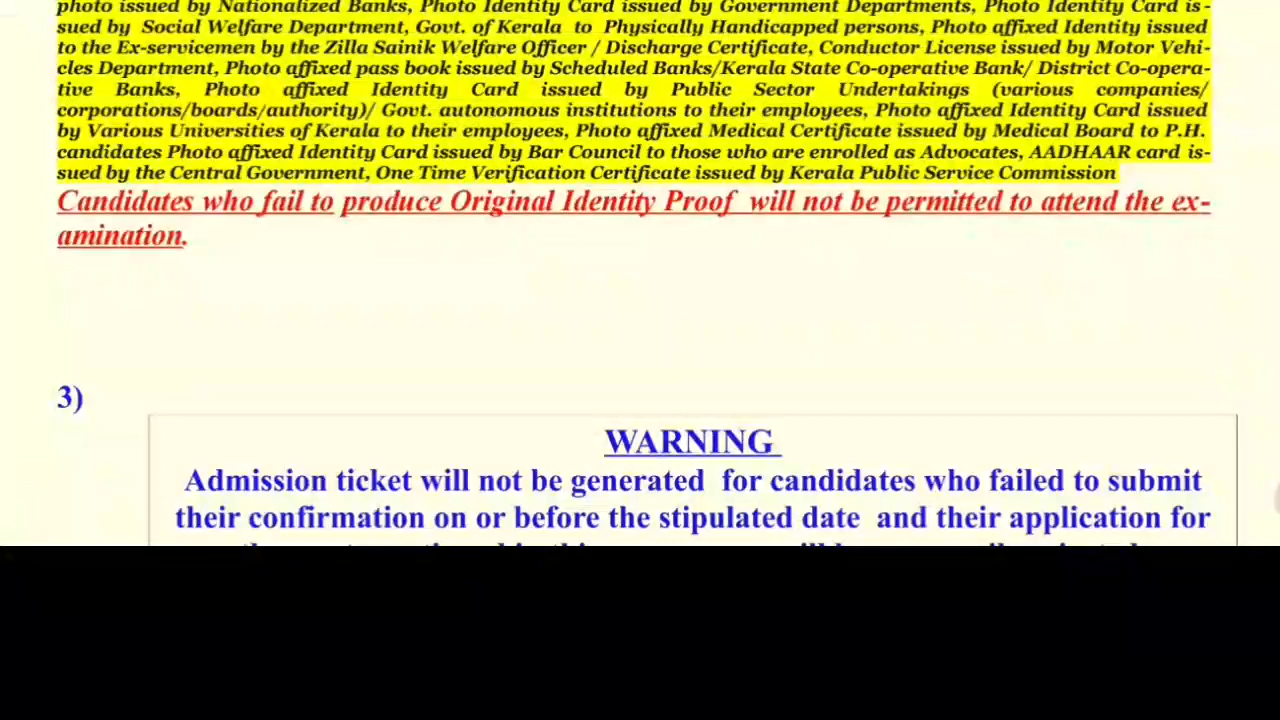 photo issued by Nationalized Banks, Photo Identity Card issued by Government Departments, Photo Identity Card is-
sued by Social Welfare Department, Govt. of Kerala to Physically Handicapped persons, Photo affixed Identity issued
to the Ex-servicemen by the Zilla Sainik Welfare Officer / Discharge Certificate, Conductor License issued by Motor Vehi-
cles Department, Photo affixed pass book issued by Scheduled Banks/Kerala State Co-operative Bank/ District Co-opera-
tive Banks, Photo affixed Identity Card issued by Public Sector Undertakings (various companies/
corporations/boards/authority)/ Govt. autonomous institutions to their employees, Photo affixed Identity Card issued
by Various Universities of Kerala to their employees, Photo affixed Medical Certificate issued by Medical Board to P.H.
candidates Photo affixed Identity Card issued by Bar Council to those who are enrolled as Advocates, AADHAAR card is-
sued by the Central Government, One Time Verification Certificate issued by Kerala Public Service Commission
Candidates who fail to produce Original Identity Proof will not be permitted to attend the ex-
amination.
3)
WARNING
Admission ticket will not be generated for candidates who failed to submit
their confirmation on or before the stipulated date and their application for